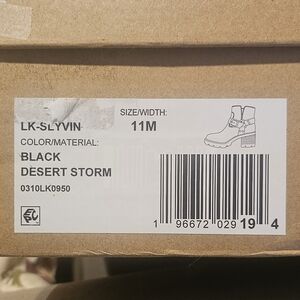 LK-SLYVIN
SIZE/WIDTH:
11M
COLOR/MATERIAL:
BLACK
DESERT STORM
0310LK0950
1 96672 029 19 4